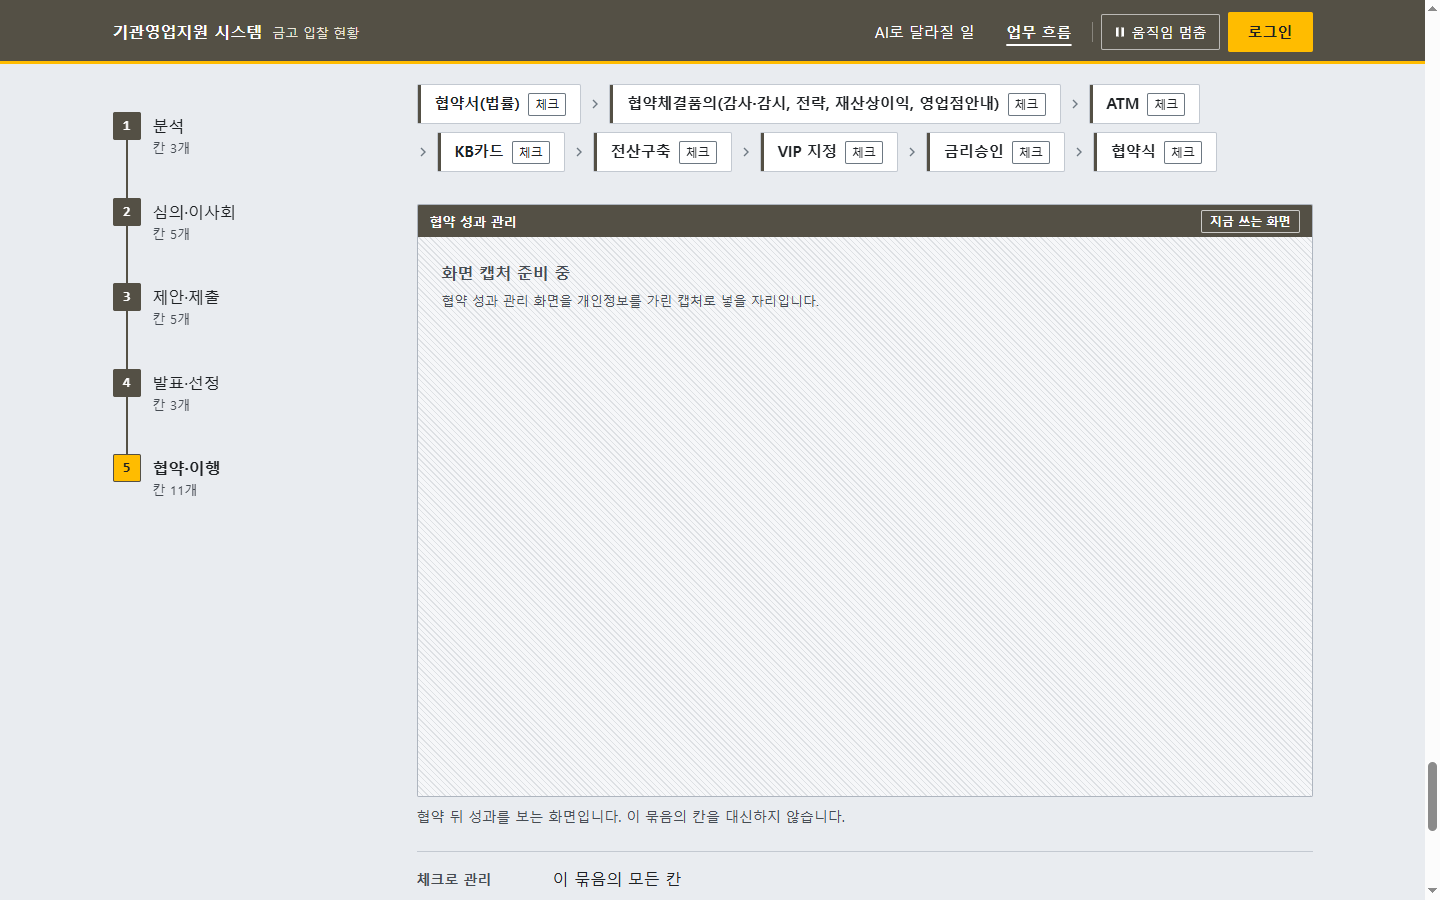 기관영업지원 시스템 금고 입찰 현황 AI로 달라질 일 업무 흐름 움직임 멈춤 로그인
1 분석
칸 3개
2 심의·이사회
칸 5개
3 제안·제출
칸 5개
4 발표·선정
칸 3개
5 협약·이행
칸 11개
협약서(법률) 체크 › 협약체결품의(감사·감시, 전략, 재산상이익, 영업점안내) 체크 › ATM 체크
› KB카드 체크 › 전산구축 체크 › VIP 지정 체크 › 금리승인 체크 › 협약식 체크
협약 성과 관리 지금 쓰는 화면
화면 캡처 준비 중
협약 성과 관리 화면을 개인정보를 가린 캡처로 넣을 자리입니다.
협약 뒤 성과를 보는 화면입니다. 이 묶음의 칸을 대신하지 않습니다.
체크로 관리 이 묶음의 모든 칸